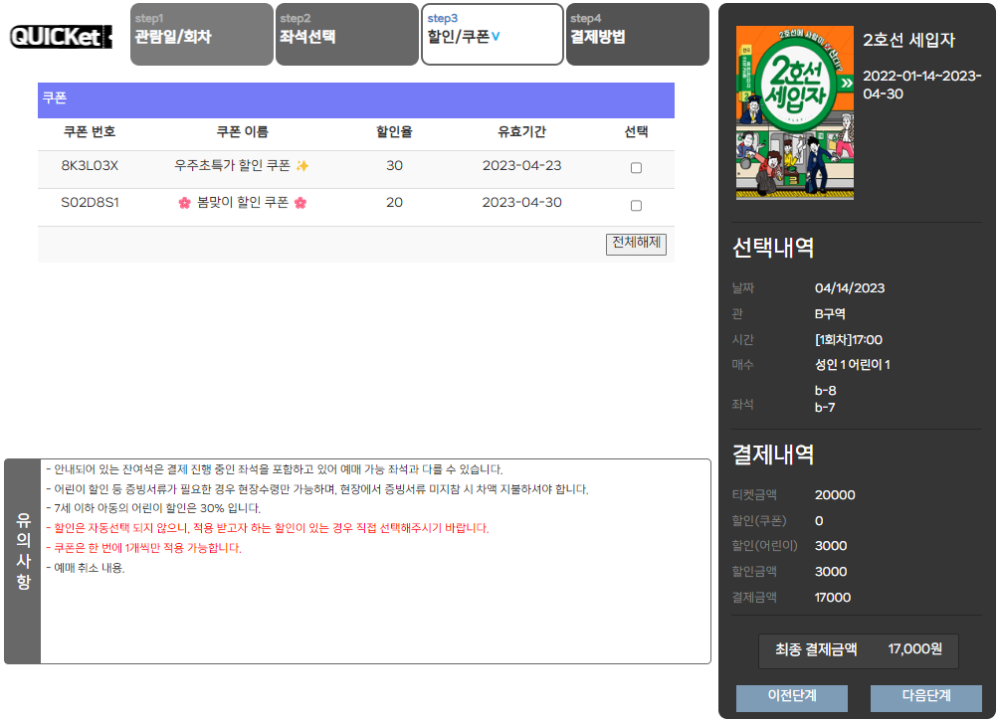 QUICKet
step1
관람일/회차
step2
좌석선택
step3
할인/쿠폰∨
step4
결제방법
쿠폰
쿠폰 번호 쿠폰 이름 할인율 유효기간 선택
8K3L03X 우주초특가 할인 쿠폰 ✨ 30 2023-04-23
S02D8S1 🌸 봄맞이 할인 쿠폰 🌸 20 2023-04-30
전체해제
유의사항
- 안내되어 있는 잔여석은 결제 진행 중인 좌석을 포함하고 있어 예매 가능 좌석과 다를 수 있습니다.
- 어린이 할인 등 증빙서류가 필요한 경우 현장수령만 가능하며, 현장에서 증빙서류 미지참 시 차액 지불하셔야 합니다.
- 7세 이하 아동의 어린이 할인은 30% 입니다.
- 할인은 자동선택 되지 않으니, 적용 받고자 하는 할인이 있는 경우 직접 선택해주시기 바랍니다.
- 쿠폰은 한 번에 1개씩만 적용 가능합니다.
- 예매 취소 내용.
2호선
세입자
2호선 세입자
2022-01-14~2023-
04-30
선택내역
날짜 04/14/2023
관 B구역
시간 [1회차]17:00
매수 성인 1 어린이 1
좌석 b-8
b-7
결제내역
티켓금액 20000
할인(쿠폰) 0
할인(어린이) 3000
할인금액 3000
결제금액 17000
최종 결제금액 17,000원
이전단계 다음단계